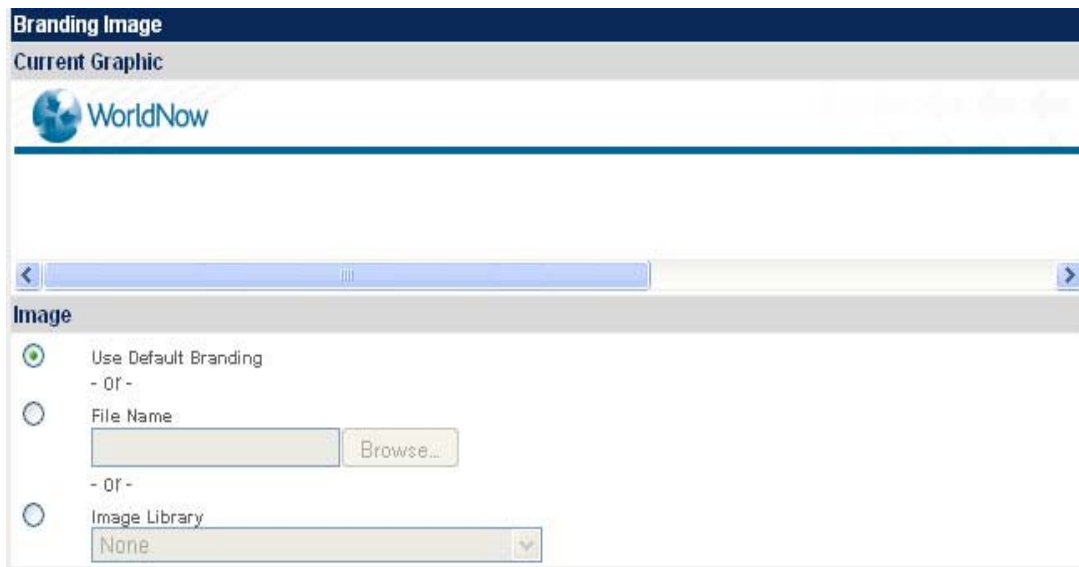 Branding Image
Current Graphic
WorldNow
Image
Use Default Branding
- or -
File Name
Browse...
- or -
Image Library
None